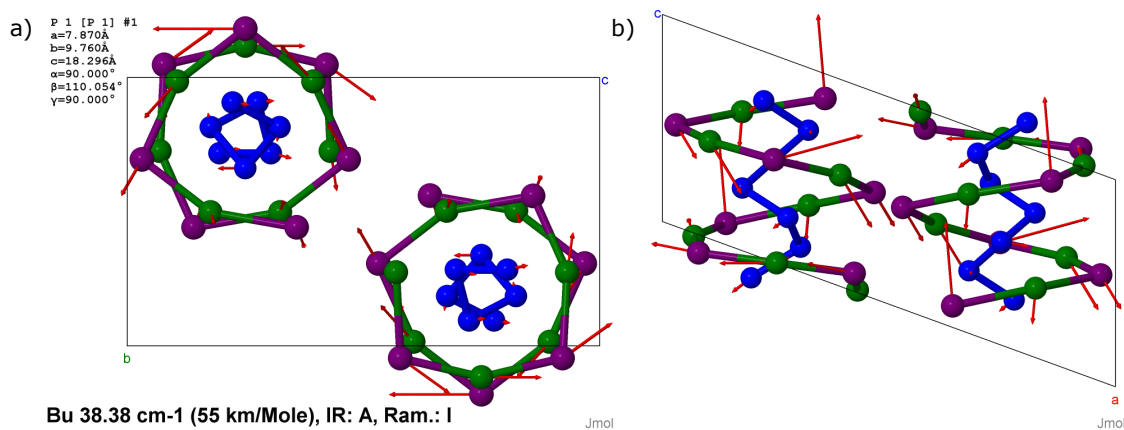 a)
P 1 [P 1] #1
a=7.870Å
b=9.760Å
c=18.296Å
α=90.000°
β=110.054°
γ=90.000°
c
b
Bu 38.38 cm-1 (55 km/Mole), IR: A, Ram.: I
Jmol
b)
c
a
Jmol